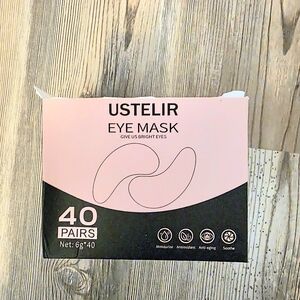 USTELIR
EYE MASK
GIVE US BRIGHT EYES
40
PAIRS
Net: 6g*40
Moisturize Antioxidant Anti-aging Soothe